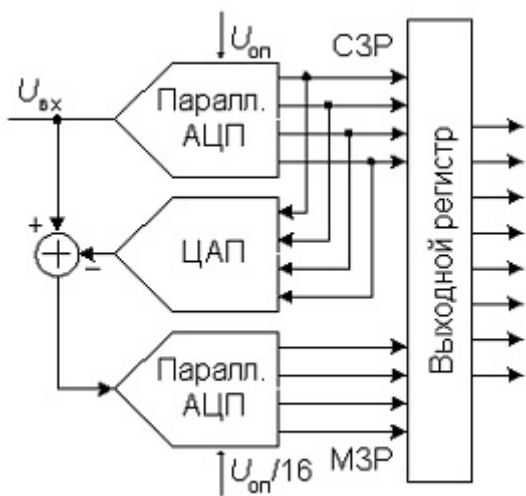 Uоп
СЗР
Uвх
Паралл.
АЦП
+
−
ЦАП
Паралл.
АЦП
Выходной регистр
Uоп/16
МЗР